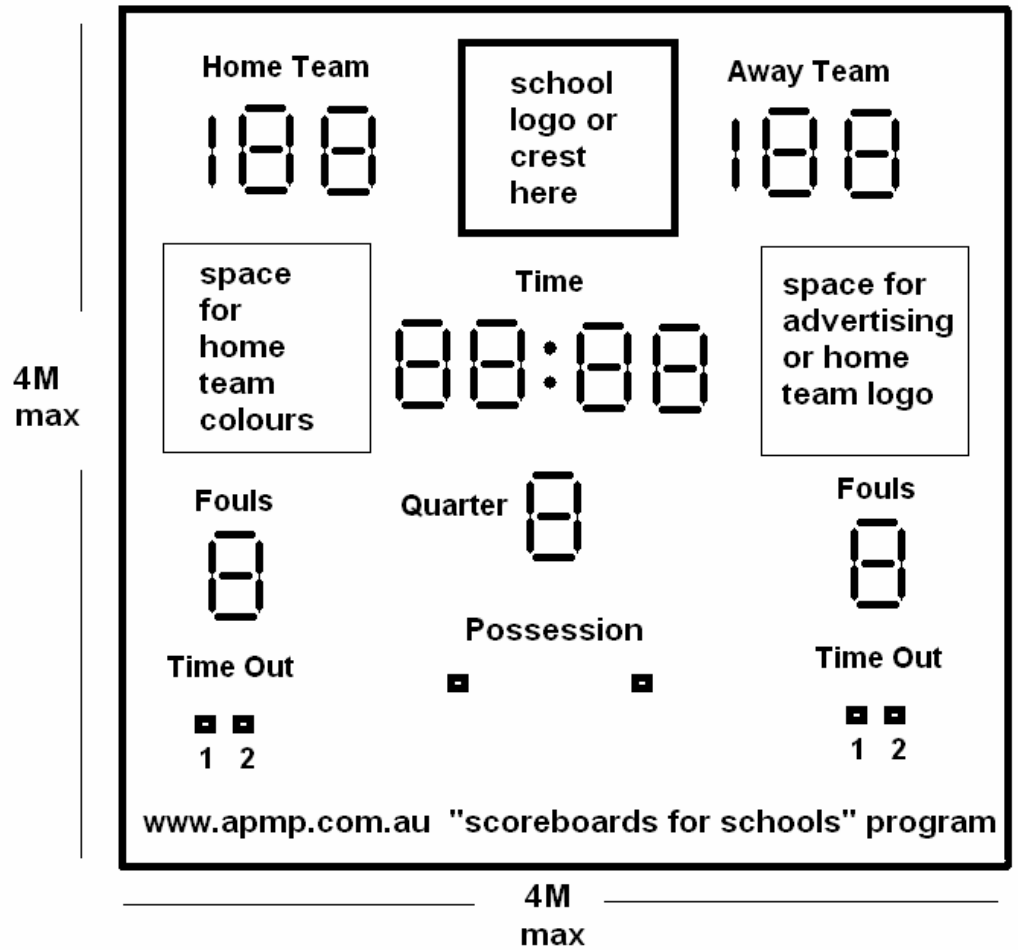 Home Team
school
logo or
crest
here
Away Team
188
188
space
for
home
team
colours
Time
88:88
space for
advertising
or home
team logo
4M
max
Fouls
8
Quarter 8
Fouls
8
Possession
Time Out
1 2
Time Out
1 2
www.apmp.com.au "scoreboards for schools" program
4M
max